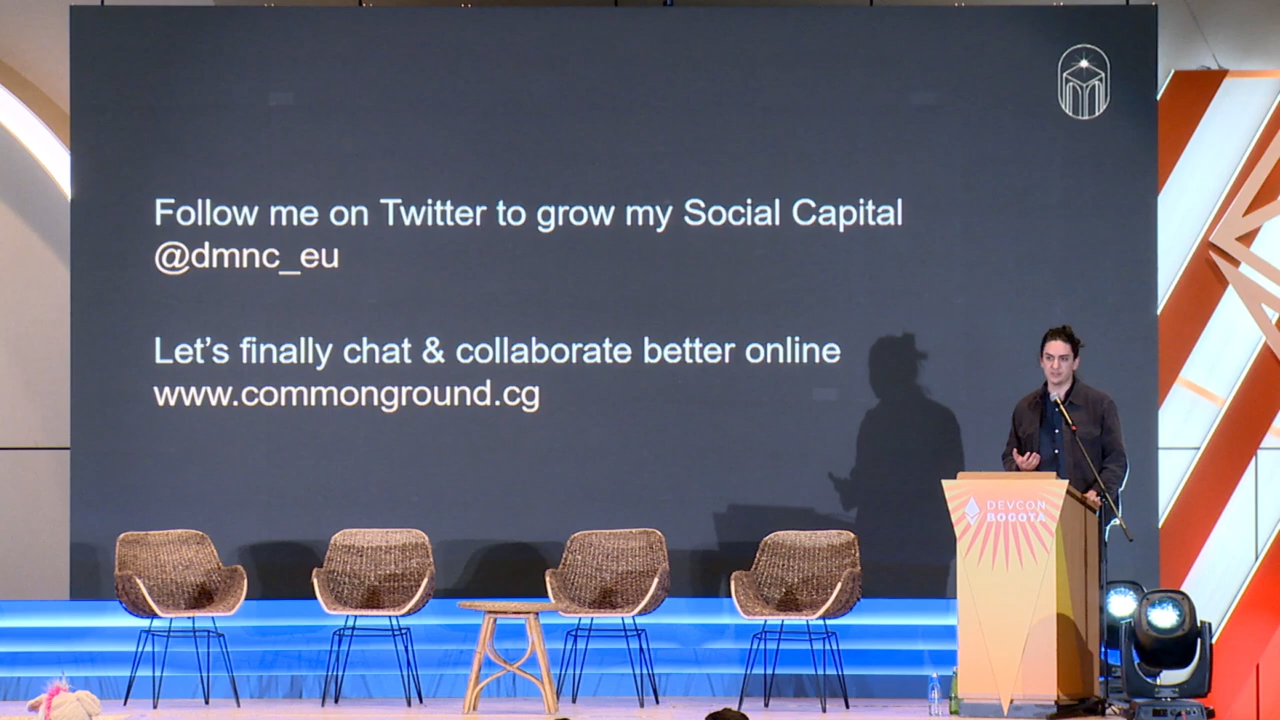 Follow me on Twitter to grow my Social Capital
@dmnc_eu
Let’s finally chat & collaborate better online
www.commonground.cg
DEVCON
BOGOTA